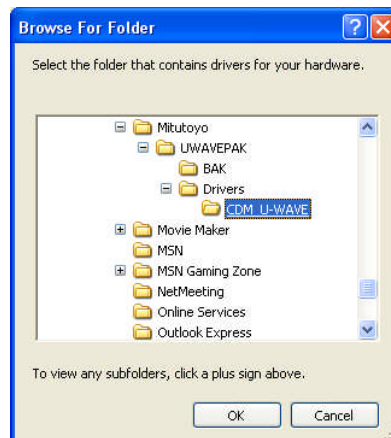 Browse For Folder
Select the folder that contains drivers for your hardware.
Mitutoyo
UWAVEPAK
BAK
Drivers
CDM U-WAVE
Movie Maker
MSN
MSN Gaming Zone
NetMeeting
Online Services
Outlook Express
To view any subfolders, click a plus sign above.
OK Cancel